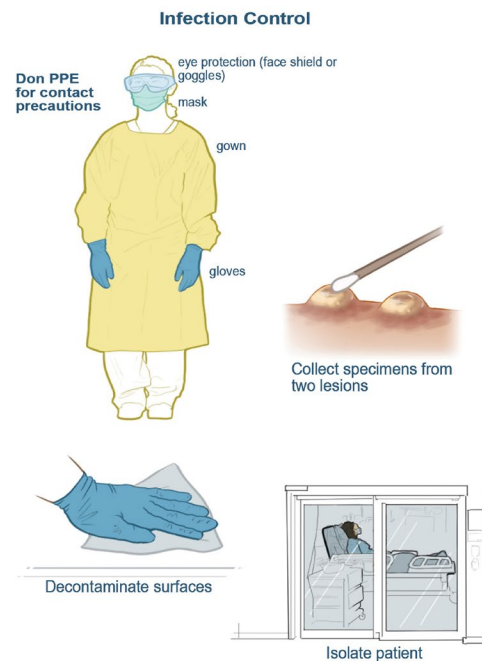 Infection Control
Don PPE
for contact
precautions
eye protection (face shield or
goggles)
mask
gown
gloves
Collect specimens from
two lesions
Decontaminate surfaces
Isolate patient